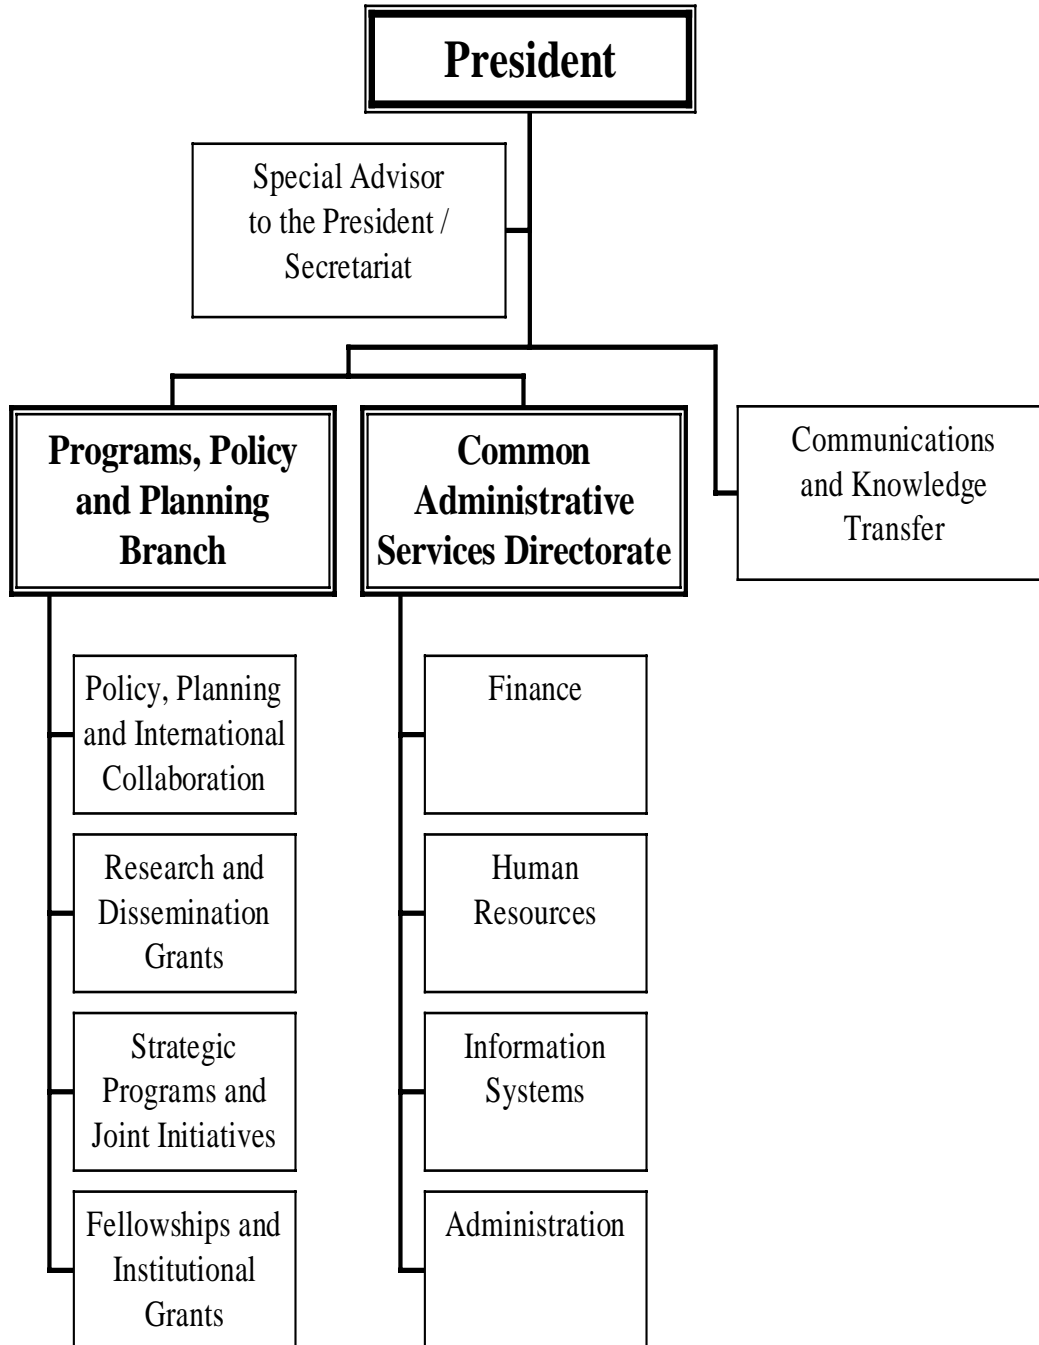 President
Special Advisor
to the President /
Secretariat
Programs, Policy
and Planning
Branch
Common
Administrative
Services Directorate
Communications
and Knowledge
Transfer
Policy, Planning
and International
Collaboration
Research and
Dissemination
Grants
Strategic
Programs and
Joint Initiatives
Fellowships and
Institutional
Grants
Finance
Human
Resources
Information
Systems
Administration